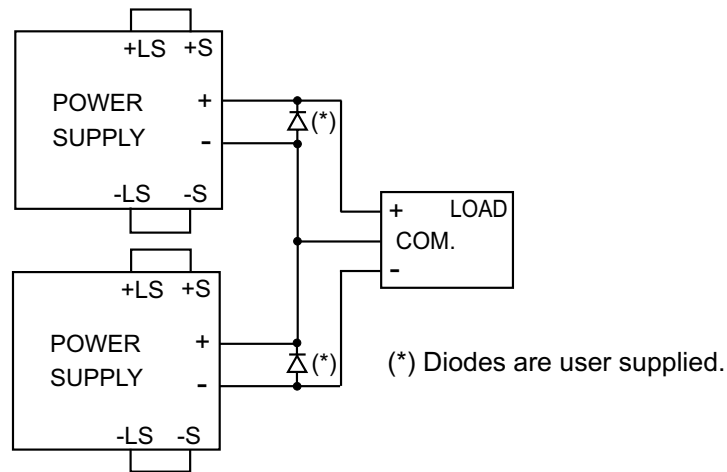 +LS +S
POWER
SUPPLY
+
-
-LS -S
(*)
+ LOAD
COM.
-
+LS +S
POWER
SUPPLY
+
-
-LS -S
(*)
(*) Diodes are user supplied.